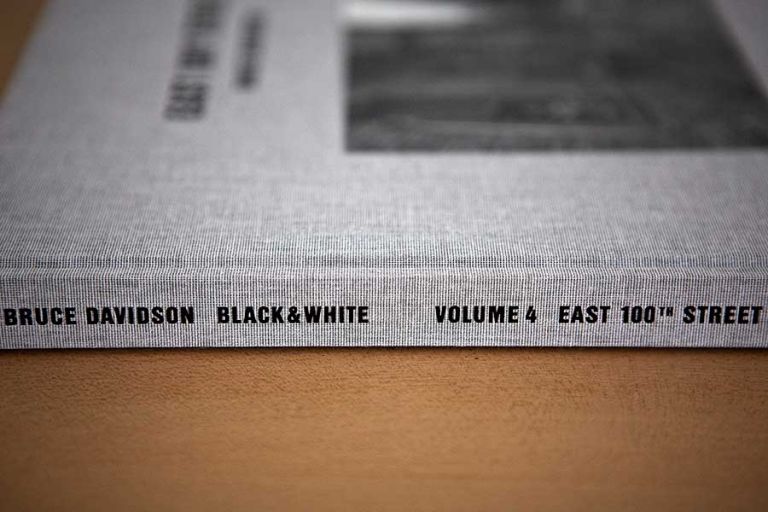 BRUCE DAVIDSON BLACK&WHITE VOLUME 4 EAST 100TH STREET